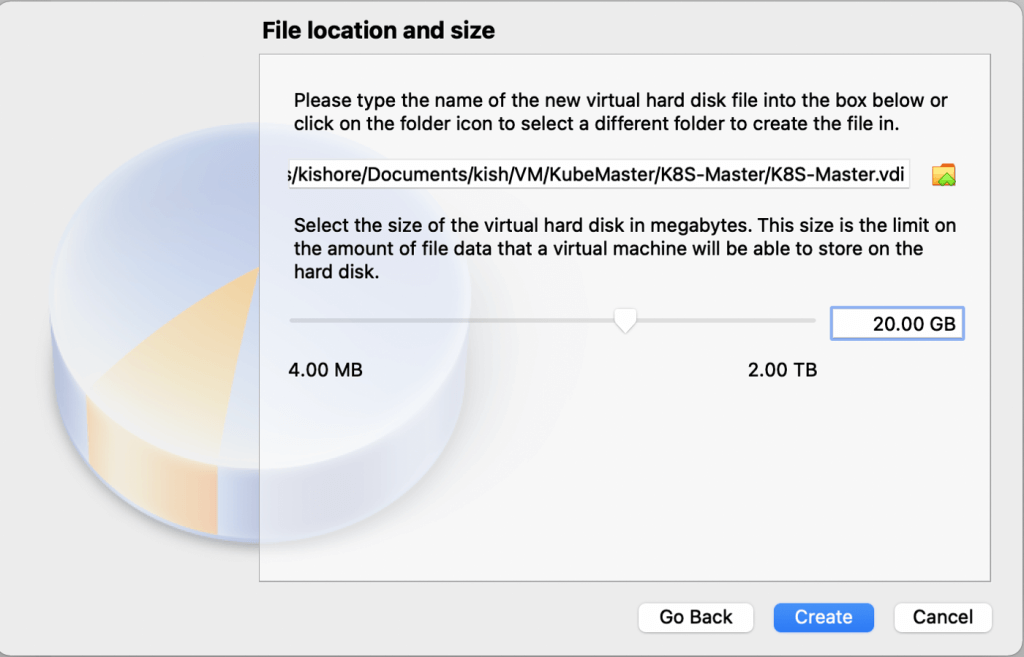 File location and size
Please type the name of the new virtual hard disk file into the box below or
click on the folder icon to select a different folder to create the file in.
/kishore/Documents/kish/VM/KubeMaster/K8S-Master/K8S-Master.vdi
Select the size of the virtual hard disk in megabytes. This size is the limit on
the amount of file data that a virtual machine will be able to store on the
hard disk.
20.00 GB
4.00 MB 2.00 TB
Go Back Create Cancel